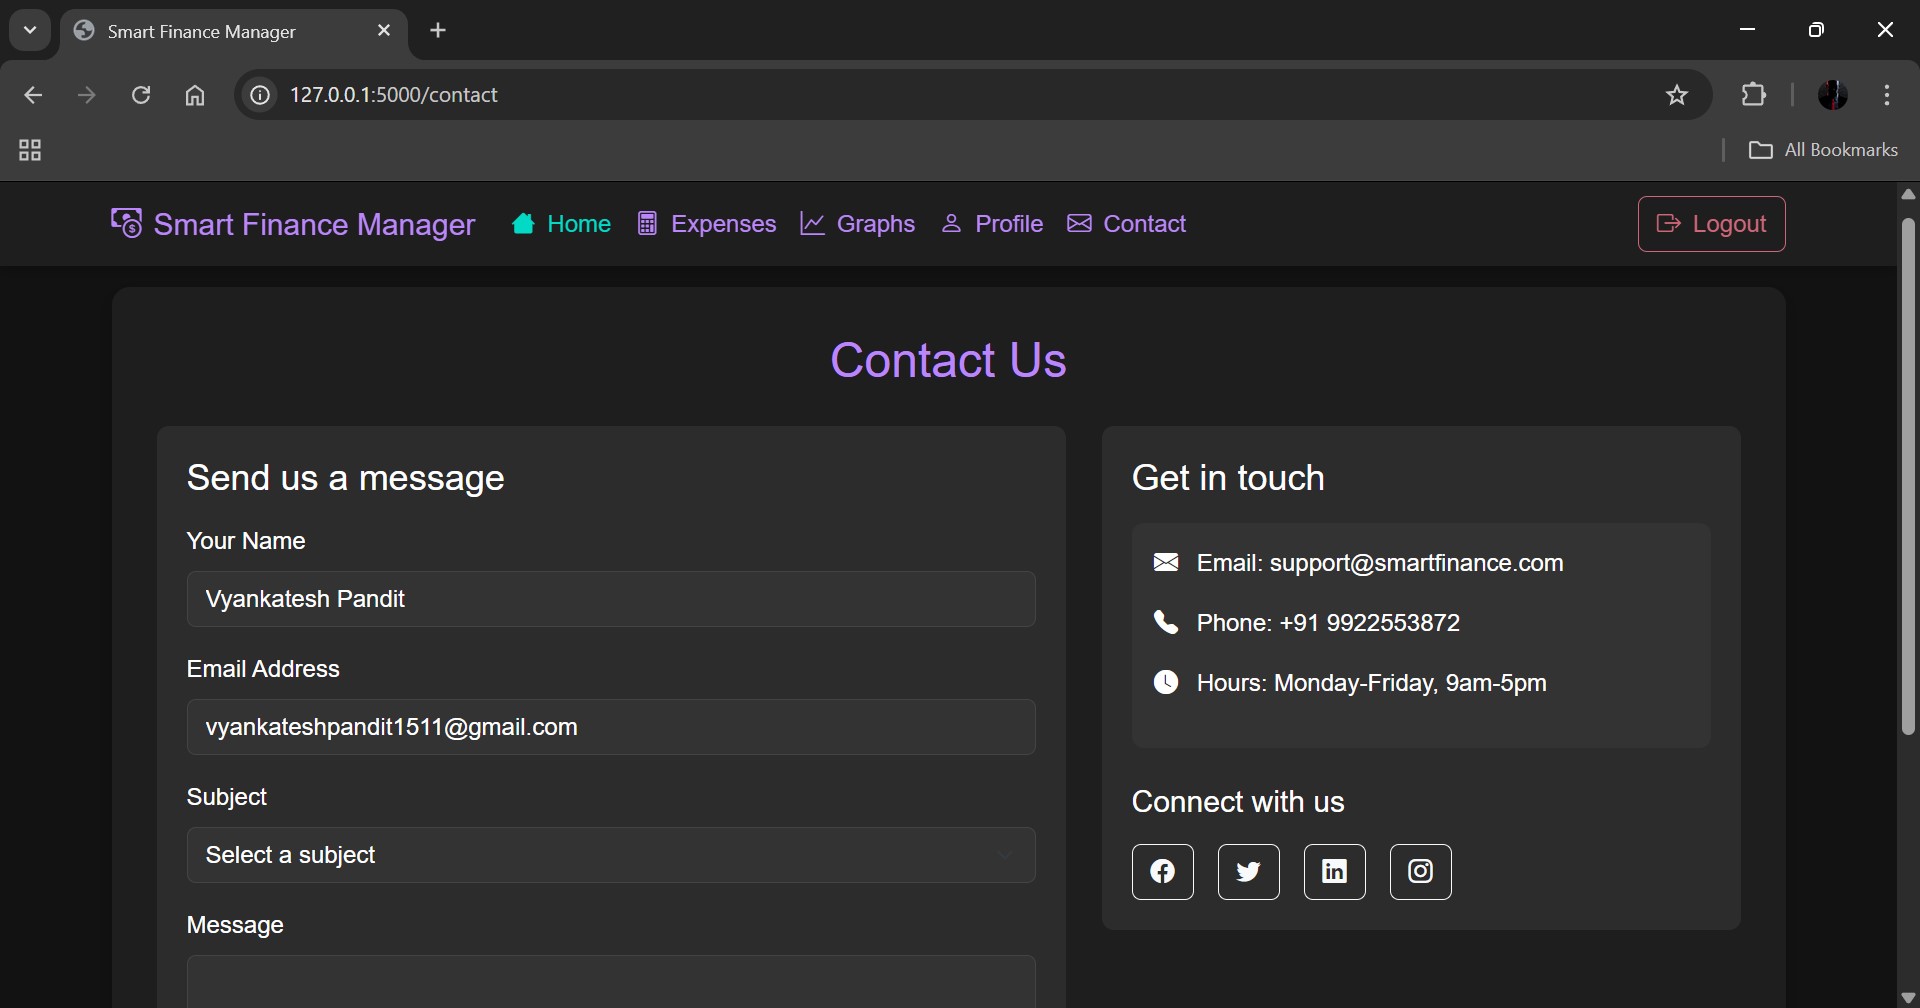 Smart Finance Manager
127.0.0.1:5000/contact
All Bookmarks
Smart Finance Manager Home Expenses Graphs Profile Contact Logout
Contact Us
Send us a message
Your Name
Vyankatesh Pandit
Email Address
vyankateshpandit1511@gmail.com
Subject
Select a subject
Message
Get in touch
Email: support@smartfinance.com
Phone: +91 9922553872
Hours: Monday-Friday, 9am-5pm
Connect with us